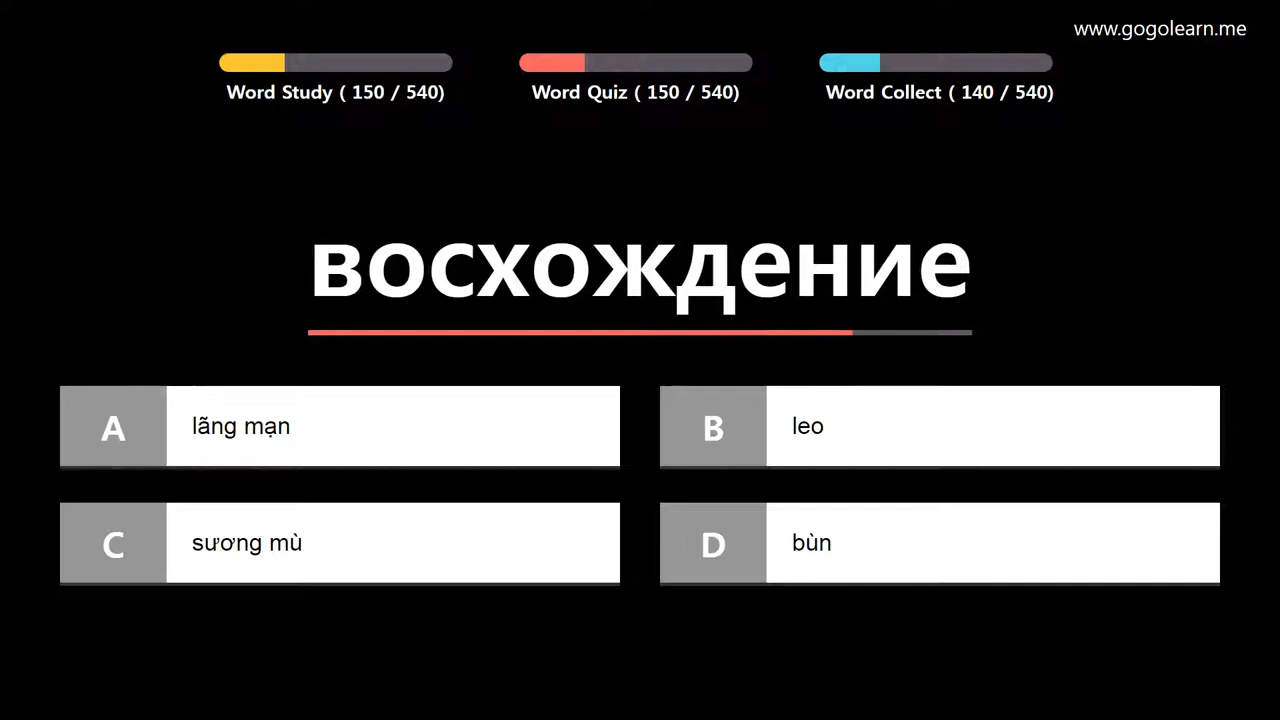 www.gogolearn.me
Word Study ( 150 / 540)
Word Quiz ( 150 / 540)
Word Collect ( 140 / 540)
восхождение
A lãng mạn
B leo
C sương mù
D bùn